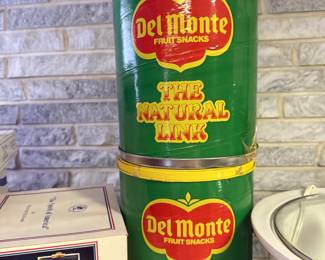 Del Monte
FRUIT SNACKS
THE
NATURAL
LINK
Del Monte
FRUIT SNACKS